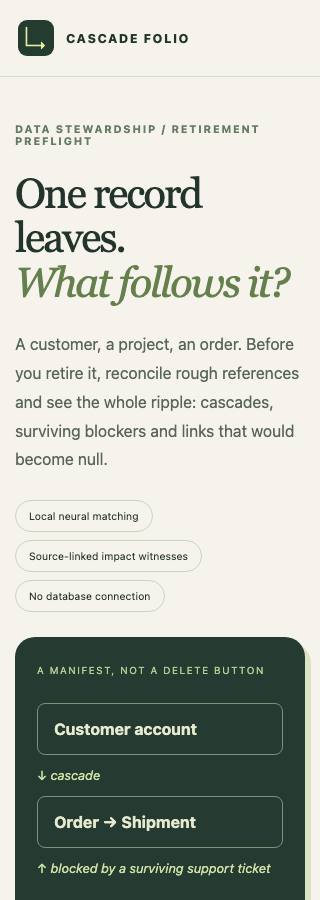 CASCADE FOLIO
DATA STEWARDSHIP / RETIREMENT
PREFLIGHT
One record
leaves.
What follows it?
A customer, a project, an order. Before
you retire it, reconcile rough references
and see the whole ripple: cascades,
surviving blockers and links that would
become null.
Local neural matching
Source-linked impact witnesses
No database connection
A MANIFEST, NOT A DELETE BUTTON
Customer account
↓ cascade
Order → Shipment
↑ blocked by a surviving support ticket